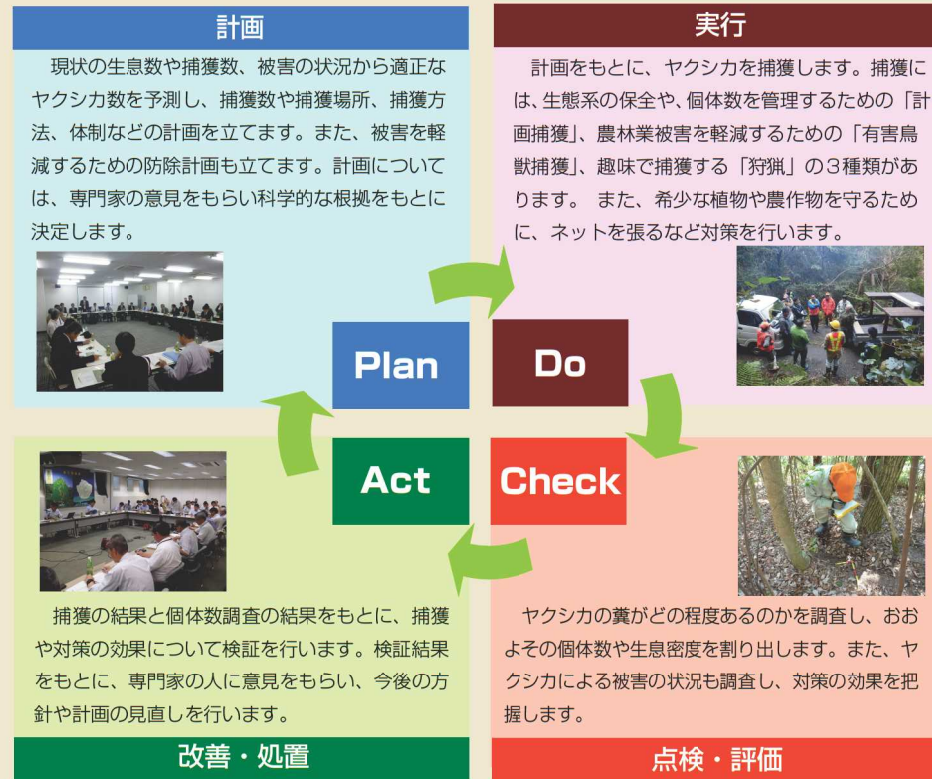 計画
現状の生息数や捕獲数、被害の状況から適正な
ヤクシカ数を予測し、捕獲数や捕獲場所、捕獲方
法、体制などの計画を立てます。また、被害を軽
減するための防除計画も立てます。計画について
は、専門家の意見をもらい科学的な根拠をもとに
決定します。
Plan
実行
計画をもとに、ヤクシカを捕獲します。捕獲に
は、生態系の保全や、個体数を管理するための「計
画捕獲」、農林業被害を軽減するための「有害鳥
獣捕獲」、趣味で捕獲する「狩猟」の3種類があ
ります。 また、希少な植物や農作物を守るため
に、ネットを張るなど対策を行います。
Do
Check
ヤクシカの糞がどの程度あるのかを調査し、おお
よその個体数や生息密度を割り出します。また、ヤ
クシカによる被害の状況も調査し、対策の効果を把
握します。
点検・評価
Act
捕獲の結果と個体数調査の結果をもとに、捕獲
や対策の効果について検証を行います。検証結果
をもとに、専門家の人に意見をもらい、今後の方
針や計画の見直しを行います。
改善・処置